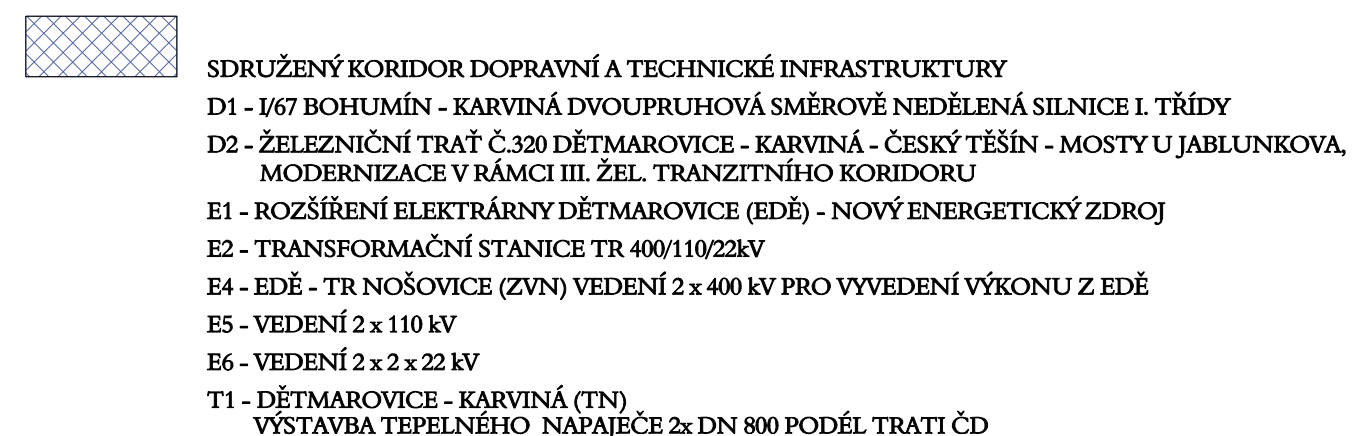 SDRUŽENÝ KORIDOR DOPRAVNÍ A TECHNICKÉ INFRASTRUKTURY
D1 - I/67 BOHUMÍN - KARVINÁ DVOUPRUHOVÁ SMĚROVĚ NEDĚLENÁ SILNICE I. TŘÍDY
D2 - ŽELEZNIČNÍ TRAŤ Č.320 DĚTMAROVICE - KARVINÁ - ČESKÝ TĚŠÍN - MOSTY U JABLUNKOVA,
MODERNIZACE V RÁMCI III. ŽEL. TRANZITNÍHO KORIDORU
E1 - ROZŠÍŘENÍ ELEKTRÁRNY DĚTMAROVICE (EDĚ) - NOVÝ ENERGETICKÝ ZDROJ
E2 - TRANSFORMAČNÍ STANICE TR 400/110/22kV
E4 - EDĚ - TR NOŠOVICE (ZVN) VEDENÍ 2 x 400 kV PRO VYVEDENÍ VÝKONU Z EDĚ
E5 - VEDENÍ 2 x 110 kV
E6 - VEDENÍ 2 x 2 x 22 kV
T1 - DĚTMAROVICE - KARVINÁ (TN)
VÝSTAVBA TEPELNÉHO NAPAJEČE 2x DN 800 PODÉL TRATI ČD